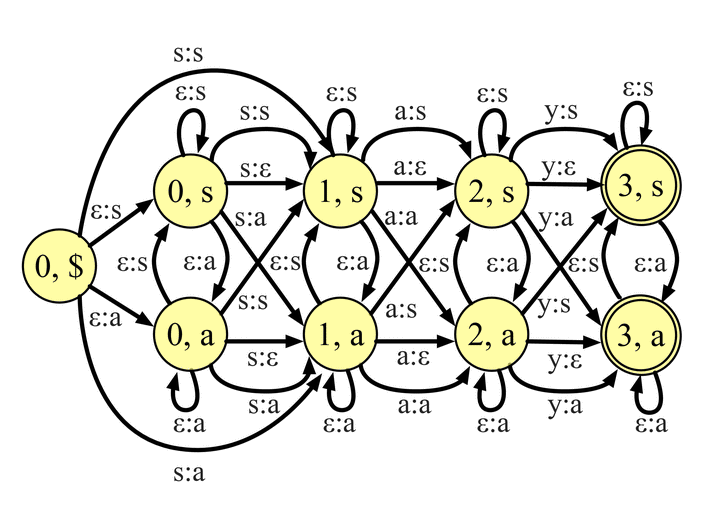 s:s
ε:s
ε:s
ε:s
ε:s
s:s
a:s
y:s
s:ε
a:ε
y:ε
0, s
1, s
2, s
3, s
ε:s
s:a
a:a
y:a
0, $
ε:s
ε:a
ε:s
ε:a
ε:s
ε:a
ε:s
ε:a
ε:a
s:s
a:s
y:s
0, a
1, a
2, a
3, a
s:ε
a:ε
y:ε
s:a
a:a
y:a
ε:a
ε:a
ε:a
ε:a
s:a